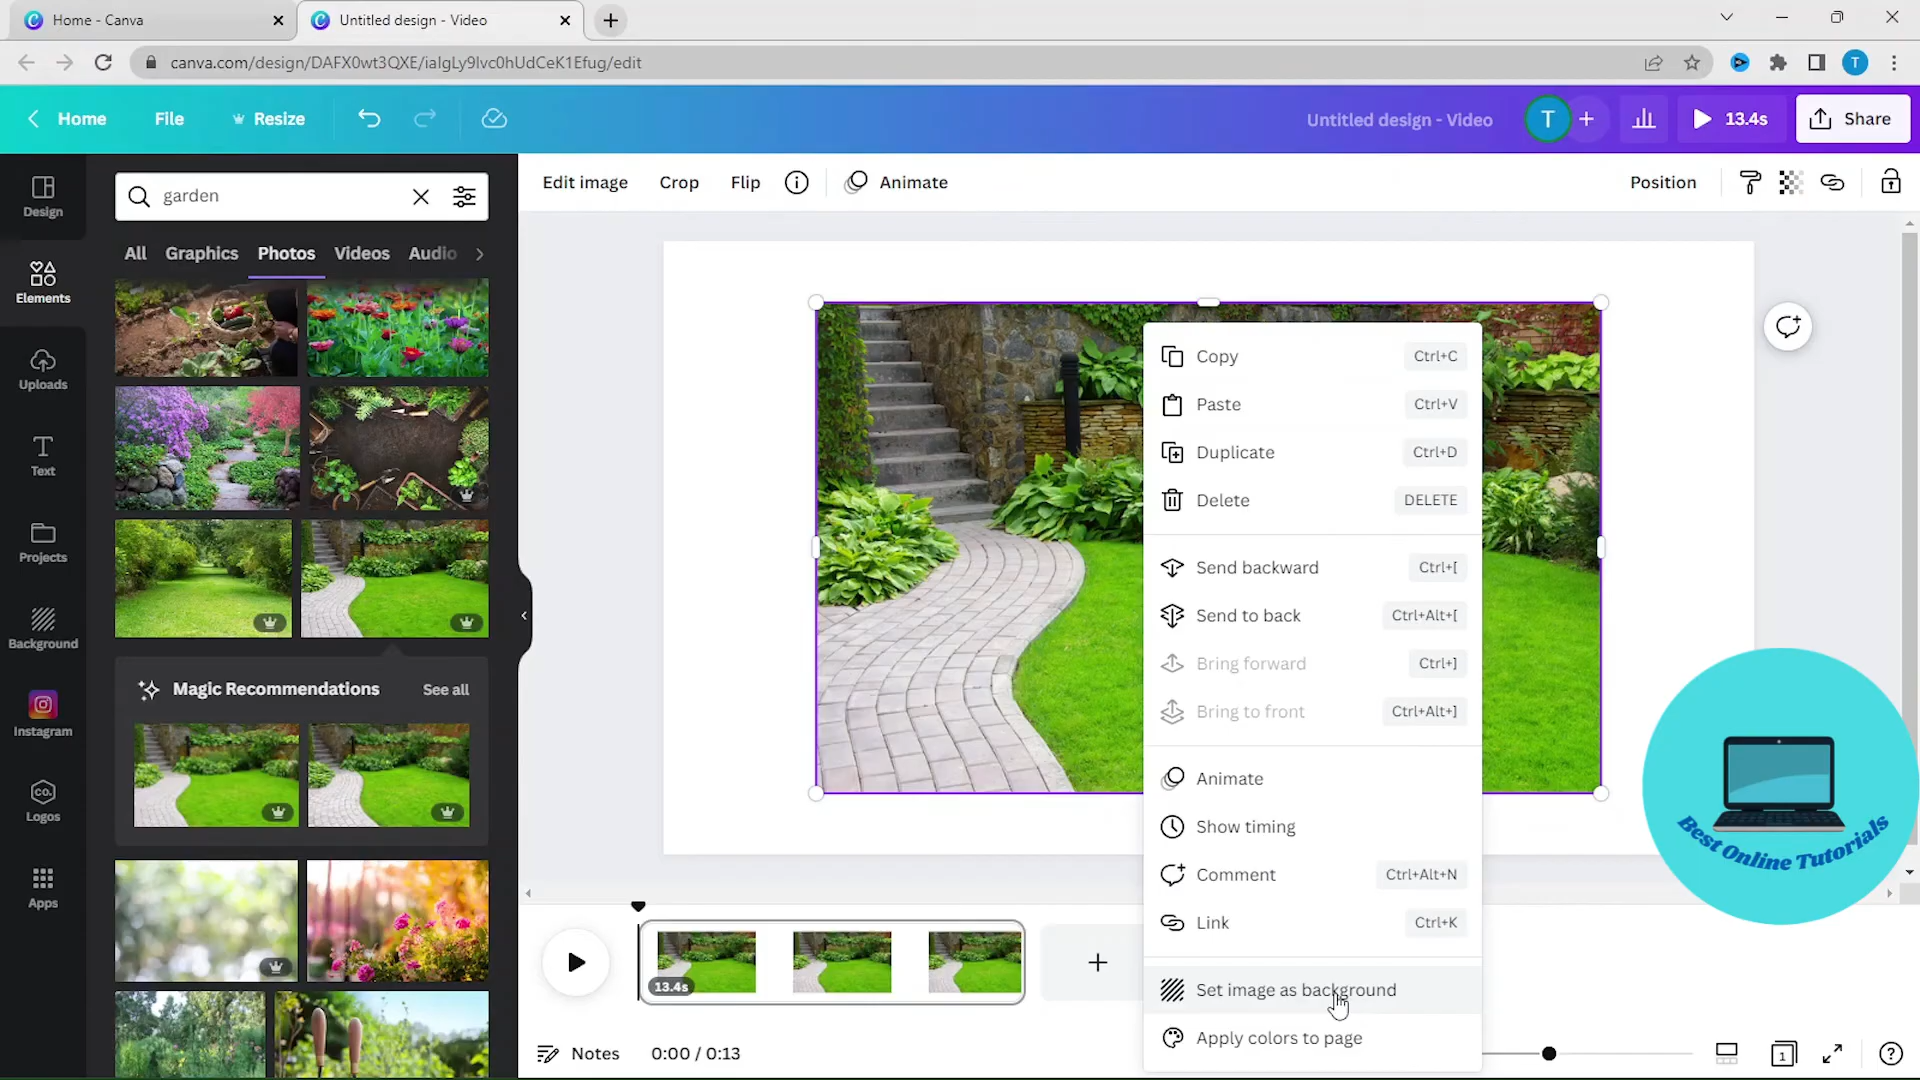 Home - Canva
Untitled design - Video
canva.com/design/DAFX0wt3QXE/ialgLy9lvc0hUdCeK1Efug/edit
T
Home
File
Resize
Untitled design - Video
T
13.4s
Share
Design
Elements
Uploads
Text
Projects
Background
Instagram
CO.
Logos
Apps
garden
All
Graphics
Photos
Videos
Audio
Magic Recommendations
See all
Edit image
Crop
Flip
Animate
Position
Copy Ctrl+C
Paste Ctrl+V
Duplicate Ctrl+D
Delete DELETE
Send backward Ctrl+[
Send to back Ctrl+Alt+[
Bring forward Ctrl+]
Bring to front Ctrl+Alt+]
Animate
Show timing
Comment Ctrl+Alt+N
Link Ctrl+K
Set image as background
Apply colors to page
Best Online Tutorials
13.4s
Notes
0:00 / 0:13
1